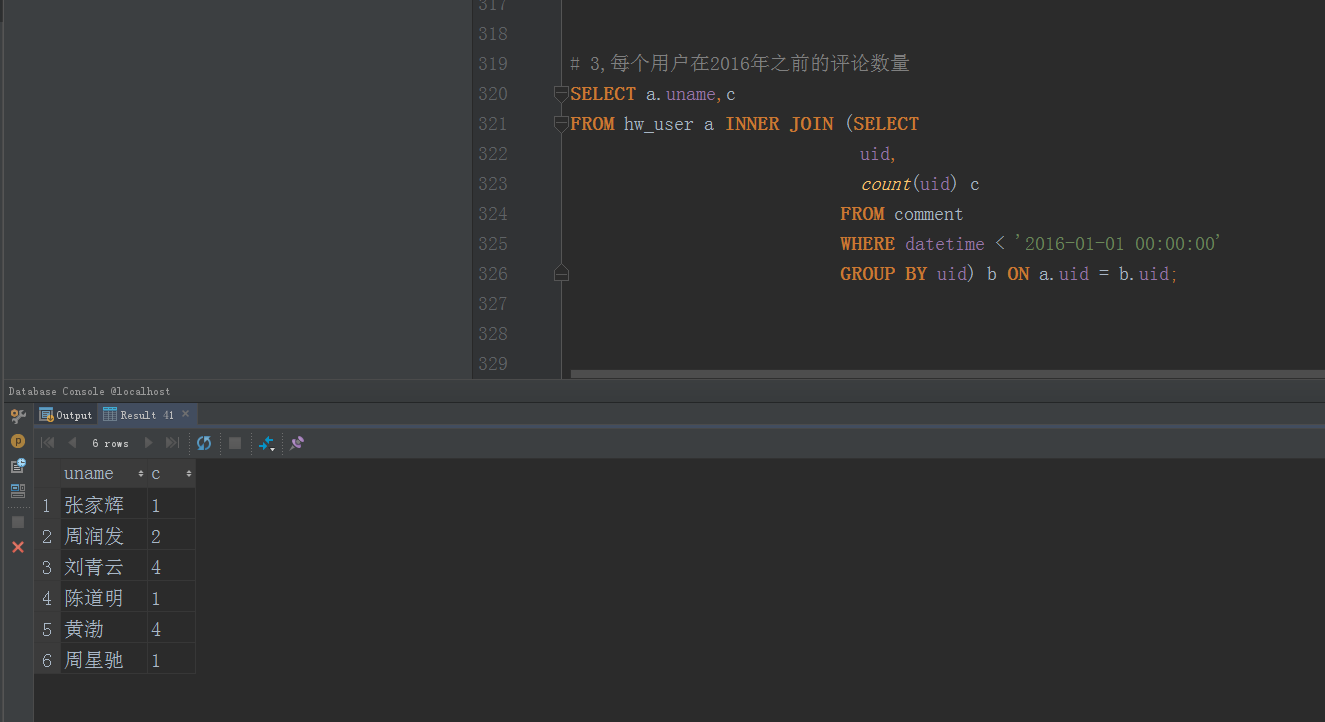 317
318
319 # 3,每个用户在2016年之前的评论数量
320 SELECT a.uname,c
321 FROM hw_user a INNER JOIN (SELECT
322 uid,
323 count(uid) c
324 FROM comment
325 WHERE datetime < '2016-01-01 00:00:00'
326 GROUP BY uid) b ON a.uid = b.uid;
327
328
329
Database Console @localhost
Output Result 41
6 rows
uname c
1 张家辉 1
2 周润发 2
3 刘青云 4
4 陈道明 1
5 黄渤 4
6 周星驰 1